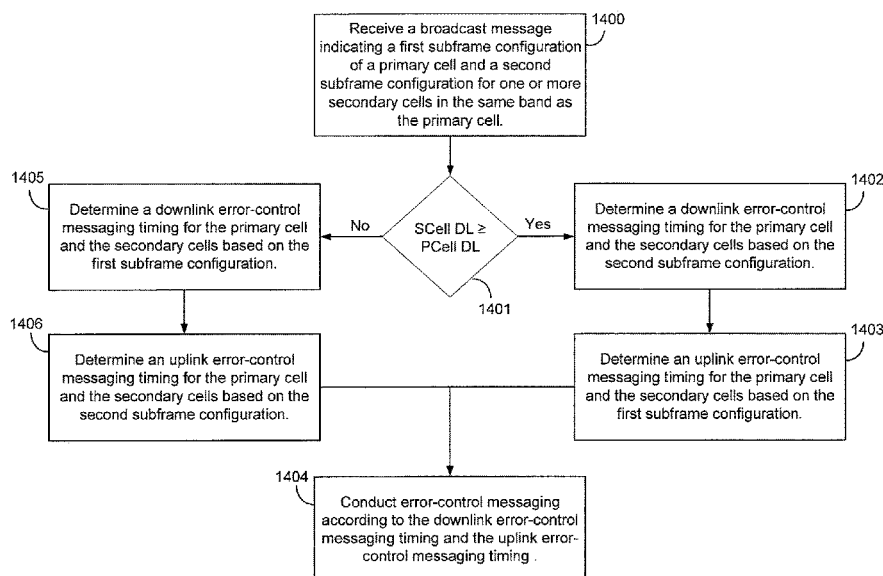 1400
Receive a broadcast message
indicating a first subframe configuration
of a primary cell and a second
subframe configuration for one or more
secondary cells in the same band as
the primary cell.
1405
Determine a downlink error-control
messaging timing for the primary cell
and the secondary cells based on the
first subframe configuration.
No
SCell DL ≥
PCell DL
1401
Yes
1402
Determine a downlink error-control
messaging timing for the primary cell
and the secondary cells based on the
second subframe configuration.
1406
Determine an uplink error-control
messaging timing for the primary cell
and the secondary cells based on the
second subframe configuration.
1403
Determine an uplink error-control
messaging timing for the primary cell
and the secondary cells based on the
first subframe configuration.
1404
Conduct error-control messaging
according to the downlink error-control
messaging timing and the uplink error-
control messaging timing .